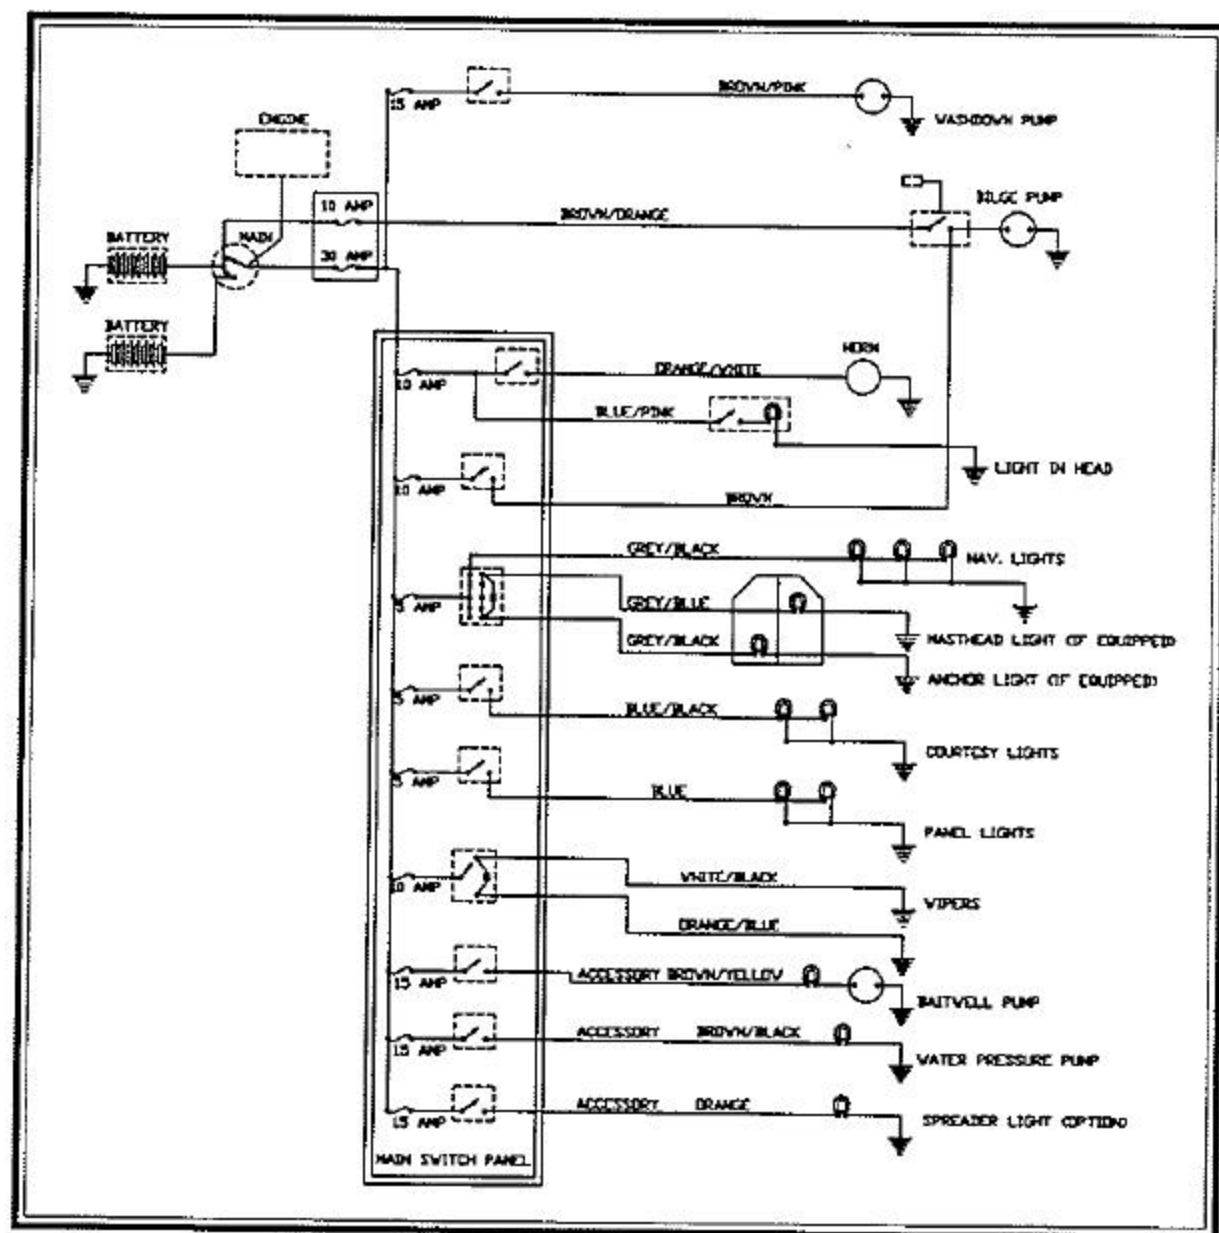 BROWN/PINK
15 AMP
WASHDOWN PUMP
ENGINE
10 AMP
BROWN/ORANGE
BILGE PUMP
BATTERY
MAIN
30 AMP
BATTERY
HORN
ORANGE/WHITE
10 AMP
BLUE/PINK
LIGHT IN HEAD
10 AMP
BROWN
GREY/BLACK
NAV. LIGHTS
5 AMP
GREY/BLUE
MASTHEAD LIGHT (IF EQUIPPED)
GREY/BLACK
ANCHOR LIGHT (IF EQUIPPED)
5 AMP
BLUE/BLACK
COURTESY LIGHTS
5 AMP
BLUE
PANEL LIGHTS
10 AMP
WHITE/BLACK
WIPERS
ORANGE/BLUE
15 AMP
ACCESSORY BROWN/YELLOW
BAITWELL PUMP
15 AMP
ACCESSORY BROWN/BLACK
WATER PRESSURE PUMP
15 AMP
ACCESSORY ORANGE
SPREADER LIGHT (OPTION)
MAIN SWITCH PANEL